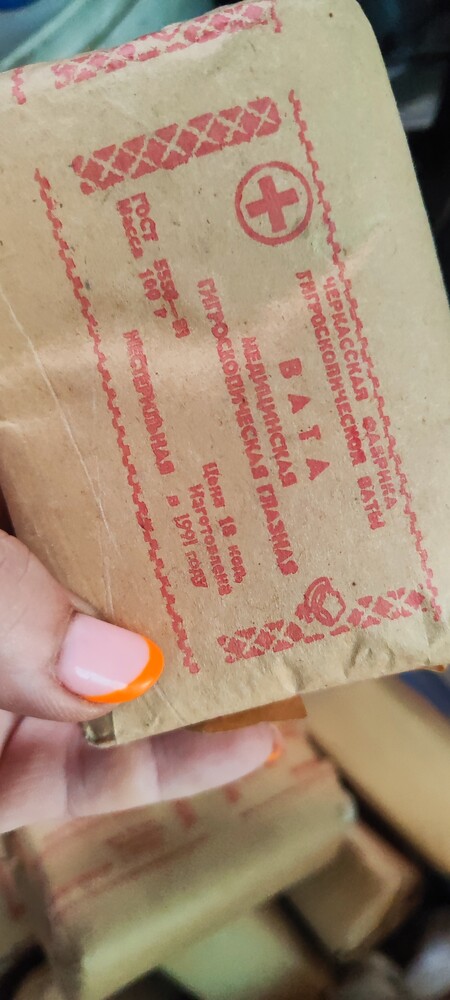 ЧЕРКАССКАЯ ФАБРИКА
ГИГРОСКОПИЧЕСКОЙ ВАТЫ
ВАТА
МЕДИЦИНСКАЯ
ГИГРОСКОПИЧЕСКАЯ ГЛАЗНАЯ
Цена 18 коп.
Изготовлена
в 1991 году
ГОСТ 5556—81
Масса 100 г
НЕСТЕРИЛЬНАЯ